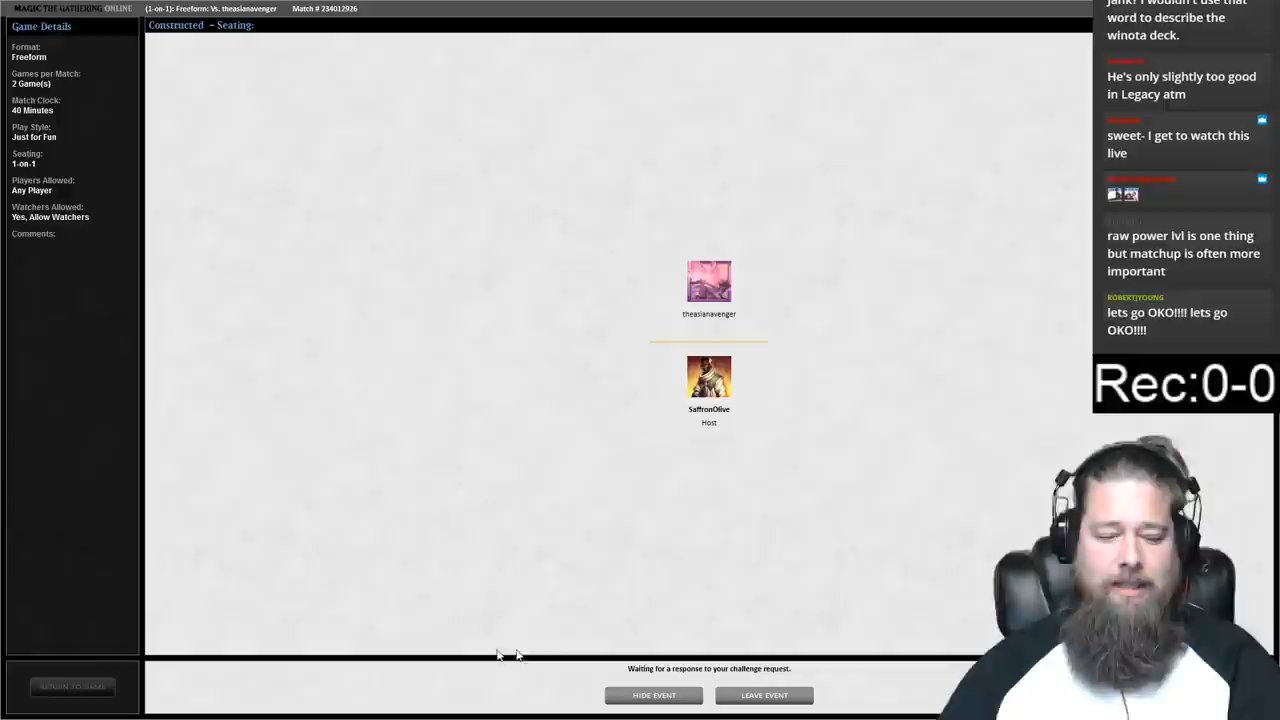 MAGIC THE GATHERING ONLINE
(1-on-1): Freeform: Vs. theasianavenger
Match # 234012926
Game Details
Format:
Freeform
Games per Match:
2 Game(s)
Match Clock:
40 Minutes
Play Style:
Just for Fun
Seating:
1-on-1
Players Allowed:
Any Player
Watchers Allowed:
Yes, Allow Watchers
Comments:
RETURN TO GAME
Constructed - Seating:
theasianavenger
SaffronOlive
Host
Waiting for a response to your challenge request.
HIDE EVENT
LEAVE EVENT
Jank? I wouldn't use that
word to describe the
winota deck.
He's only slightly too good
in Legacy atm
sweet- I get to watch this
live
raw power lvl is one thing
but matchup is often more
important
ROBERTJYOUNG
lets go OKO!!!! lets go
OKO!!!!
Rec:0-0